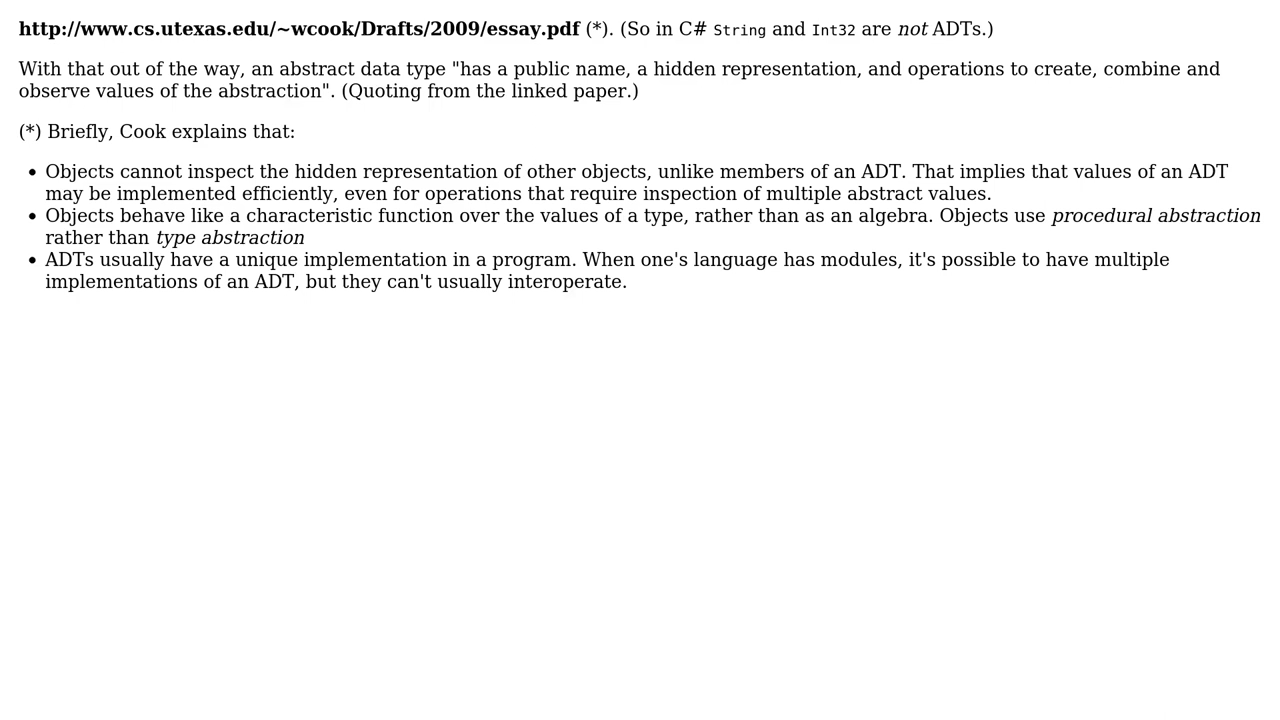 http://www.cs.utexas.edu/~wcook/Drafts/2009/essay.pdf (*). (So in C# String and Int32 are not ADTs.)
With that out of the way, an abstract data type "has a public name, a hidden representation, and operations to create, combine and
observe values of the abstraction". (Quoting from the linked paper.)
(*) Briefly, Cook explains that:
• Objects cannot inspect the hidden representation of other objects, unlike members of an ADT. That implies that values of an ADT
may be implemented efficiently, even for operations that require inspection of multiple abstract values.
• Objects behave like a characteristic function over the values of a type, rather than as an algebra. Objects use procedural abstraction
rather than type abstraction
• ADTs usually have a unique implementation in a program. When one's language has modules, it's possible to have multiple
implementations of an ADT, but they can't usually interoperate.